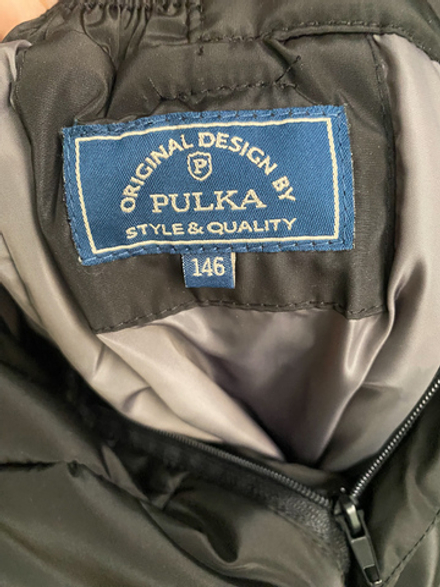 ORIGINAL DESIGN BY
P
PULKA
STYLE & QUALITY
146